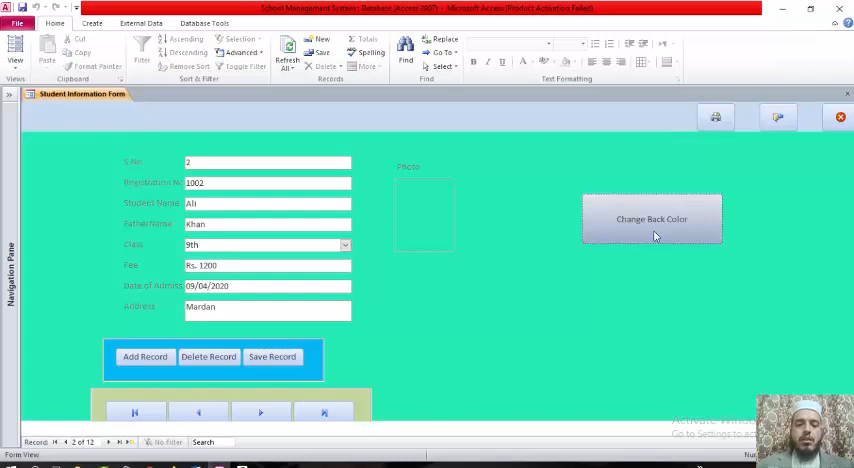 School Management System: Database (Access 2007) - Microsoft Access (Product Activation Failed)
File
Home
Create
External Data
Database Tools
View
Views
Paste
Cut
Copy
Format Painter
Clipboard
Filter
Ascending
Descending
Remove Sort
Selection
Advanced
Toggle Filter
Sort & Filter
Refresh
All
New
Save
Delete
Totals
Spelling
More
Records
Find
Replace
Go To
Select
Find
B I U
A
Text Formatting
Student Information Form
Navigation Pane
S.No 2
Registration N 1002
Student Name Ali
FatherName Khan
Class 9th
Fee Rs. 1200
Date of Admiss 09/04/2020
Address Mardan
Photo
Change Back Color
Add Record
Delete Record
Save Record
Record: 2 of 12
No Filter
Search
Form View
Activate Windo
Go to Settings to a
Nu